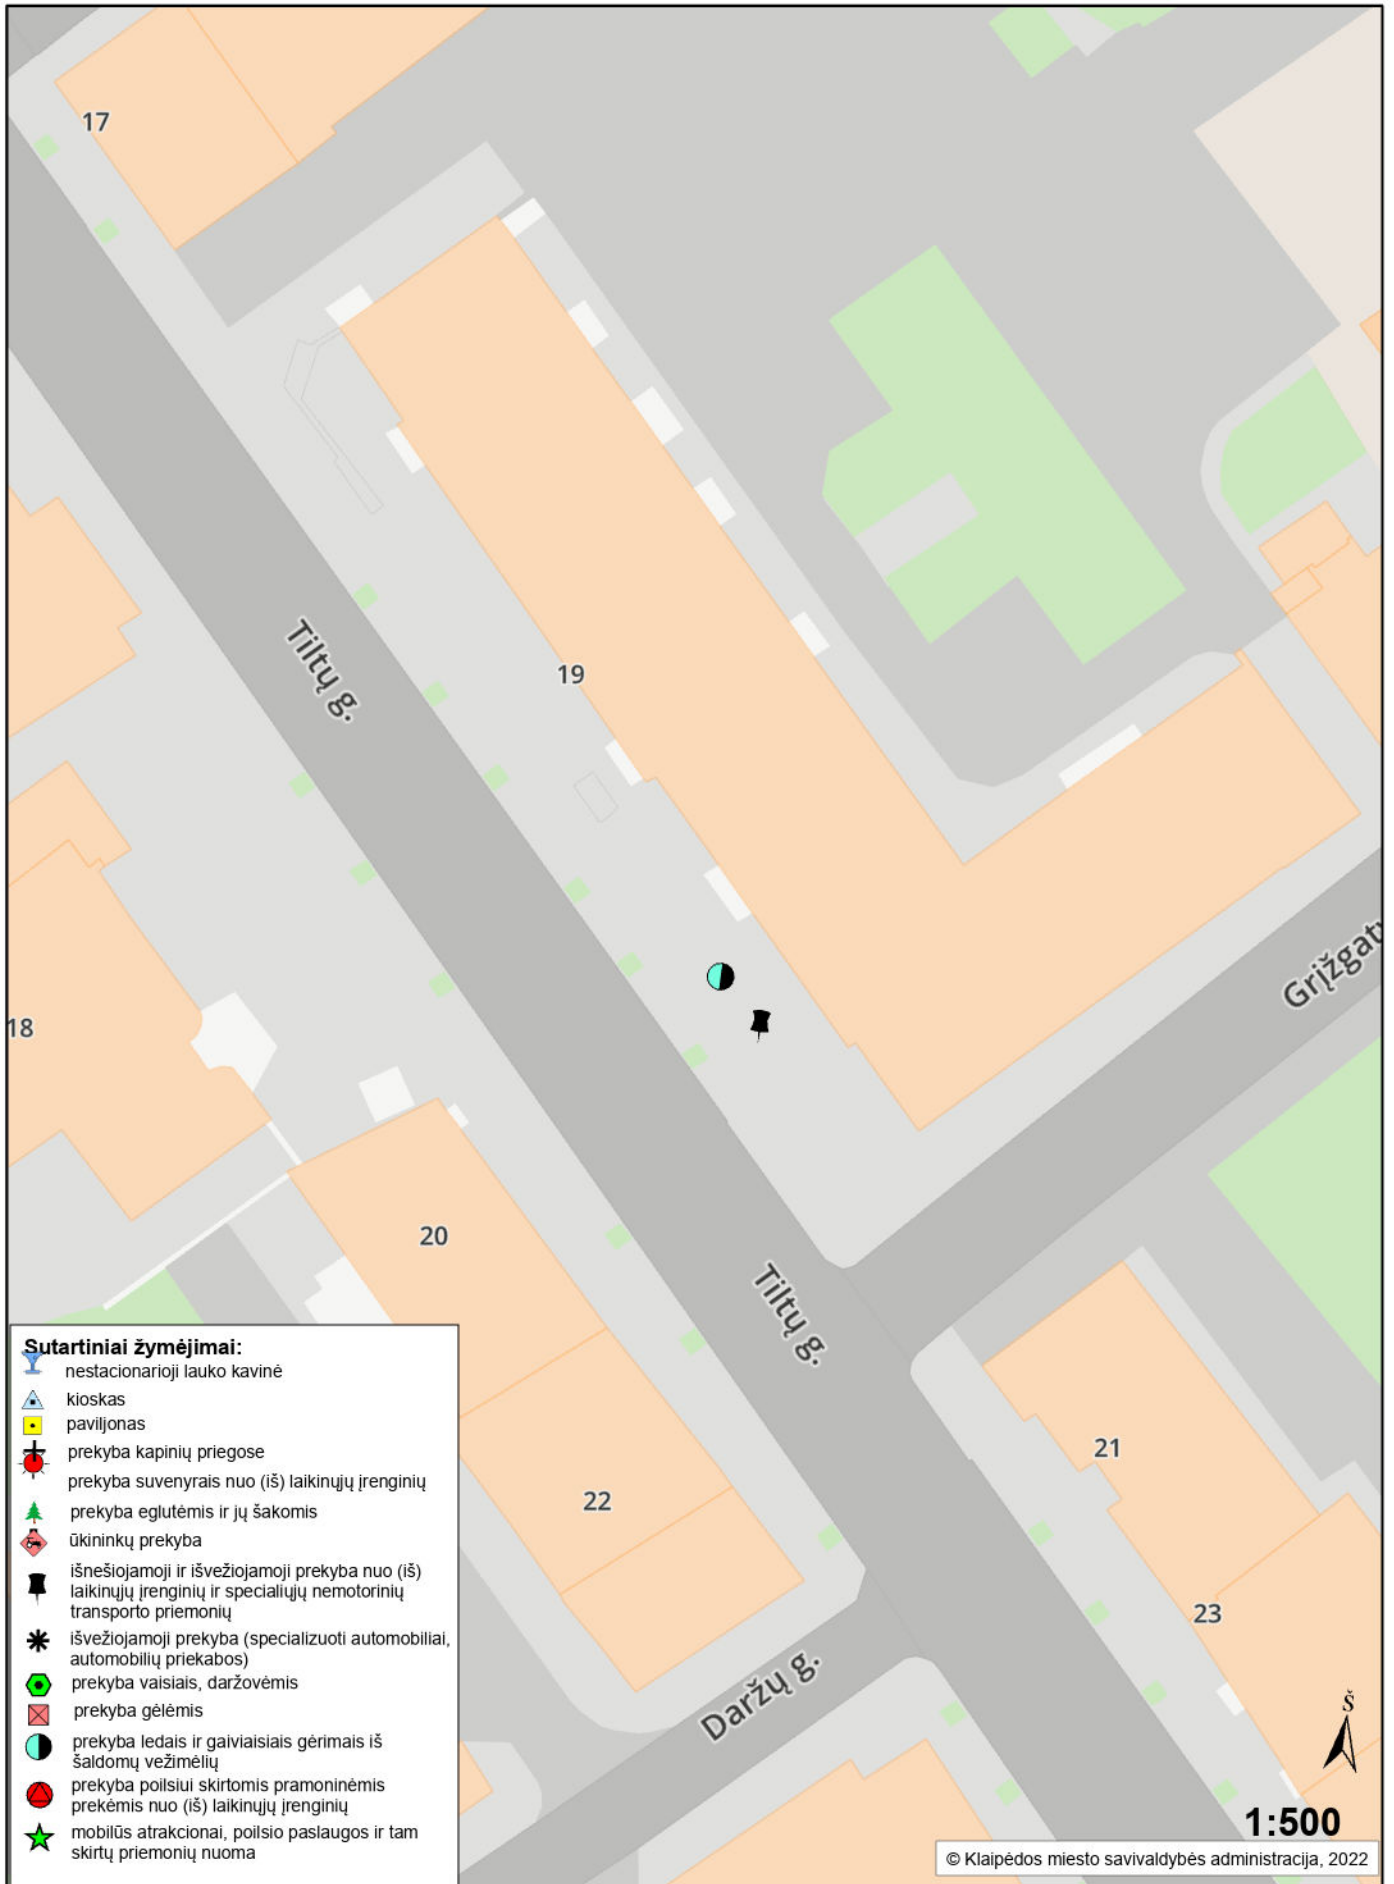 17
19
Tiltų g.
18
20
Grįžgatv
Tiltų g.
21
22
23
Daržų g.
Sutartiniai žymėjimai:
nestacionarioji lauko kavinė
kioskas
paviljonas
prekyba kapinių priegose
prekyba suvenyrais nuo (iš) laikinųjų įrenginių
prekyba eglutėmis ir jų šakomis
ūkininkų prekyba
išnešiojamoji ir išvežiojamoji prekyba nuo (iš)
laikinųjų įrenginių ir specialiųjų nemotorinių
transporto priemonių
išvežiojamoji prekyba (specializuoti automobiliai,
automobilių priekabos)
prekyba vaisiais, daržovėmis
prekyba gėlėmis
prekyba ledais ir gaiviaisiais gėrimais iš
šaldomų vežimėlių
prekyba poilsiui skirtomis pramoninėmis
prekėmis nuo (iš) laikinųjų įrenginių
mobilūs atrakcionai, poilsio paslaugos ir tam
skirtų priemonių nuoma
Š
1:500
© Klaipėdos miesto savivaldybės administracija, 2022